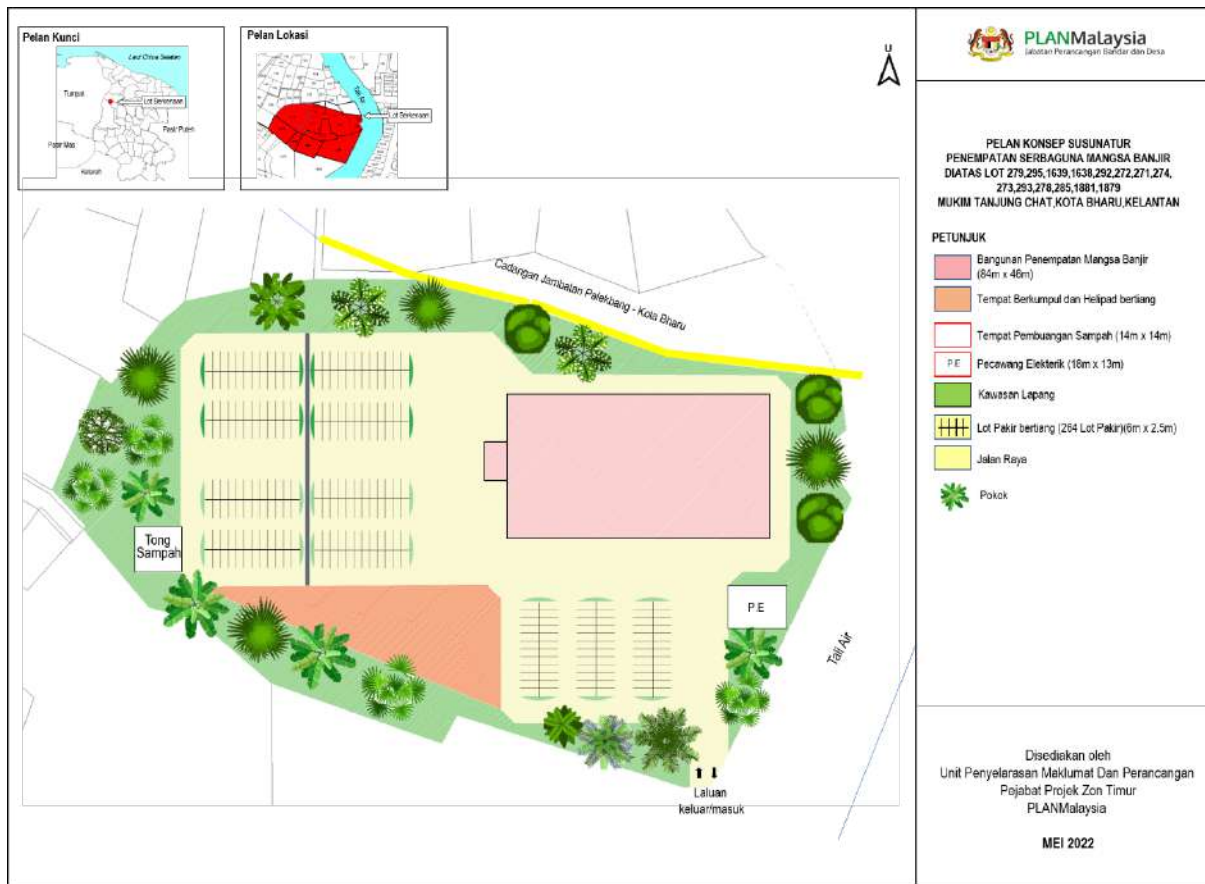 Pelan Kunci
Laut China Selatan
Tumpat
Lot Berkenaan
Pasir Puteh
Pasir Mas
Ketereh
Pelan Lokasi
Tali Air
Lot Berkenaan
U
Cadangan Jambatan Palekbang - Kota Bharu
Tong
Sampah
P.E
Tali Air
Laluan
keluar/masuk
PLANMalaysia
Jabatan Perancangan Bandar dan Desa
PELAN KONSEP SUSUNATUR
PENEMPATAN SERBAGUNA MANGSA BANJIR
DIATAS LOT 279,295,1639,1638,292,272,271,274,
273,293,278,285,1881,1879
MUKIM TANJUNG CHAT,KOTA BHARU,KELANTAN
PETUNJUK
Bangunan Penempatan Mangsa Banjir
(84m x 46m)
Tempat Berkumpul dan Helipad bertiang
Tempat Pembuangan Sampah (14m x 14m)
P.E
Pecawang Elekterik (18m x 13m)
Kawasan Lapang
Lot Pakir bertiang (264 Lot Pakir)(6m x 2.5m)
Jalan Raya
Pokok
Disediakan oleh
Unit Penyelarasan Maklumat Dan Perancangan
Pejabat Projek Zon Timur
PLANMalaysia
MEI 2022